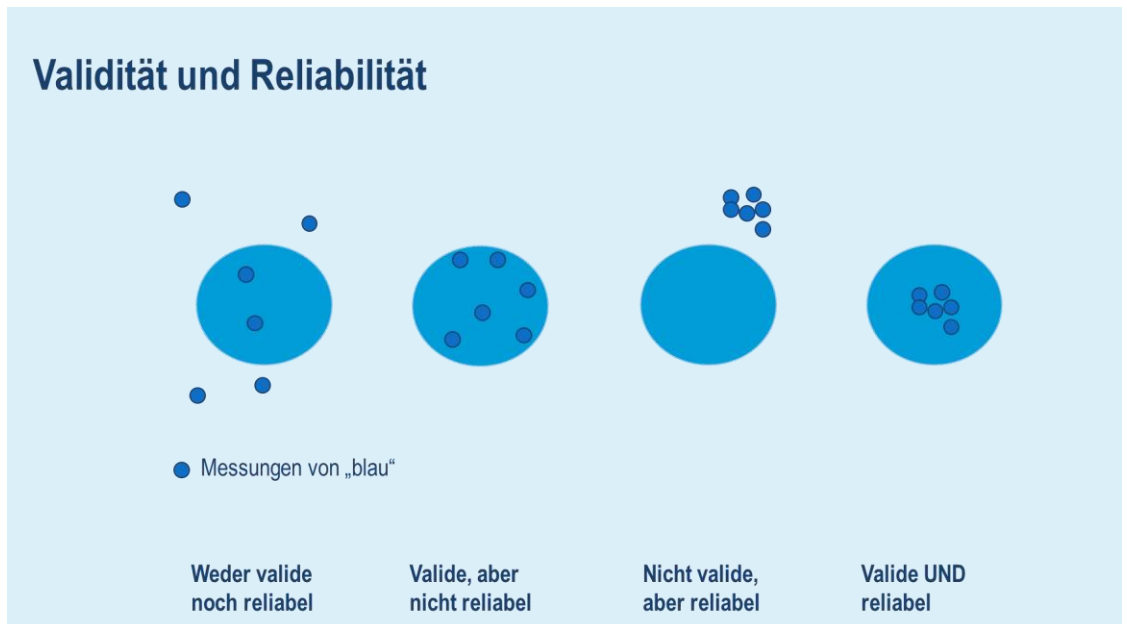 Validität und Reliabilität
Messungen von „blau“
Weder valide
noch reliabel
Valide, aber
nicht reliabel
Nicht valide,
aber reliabel
Valide UND
reliabel